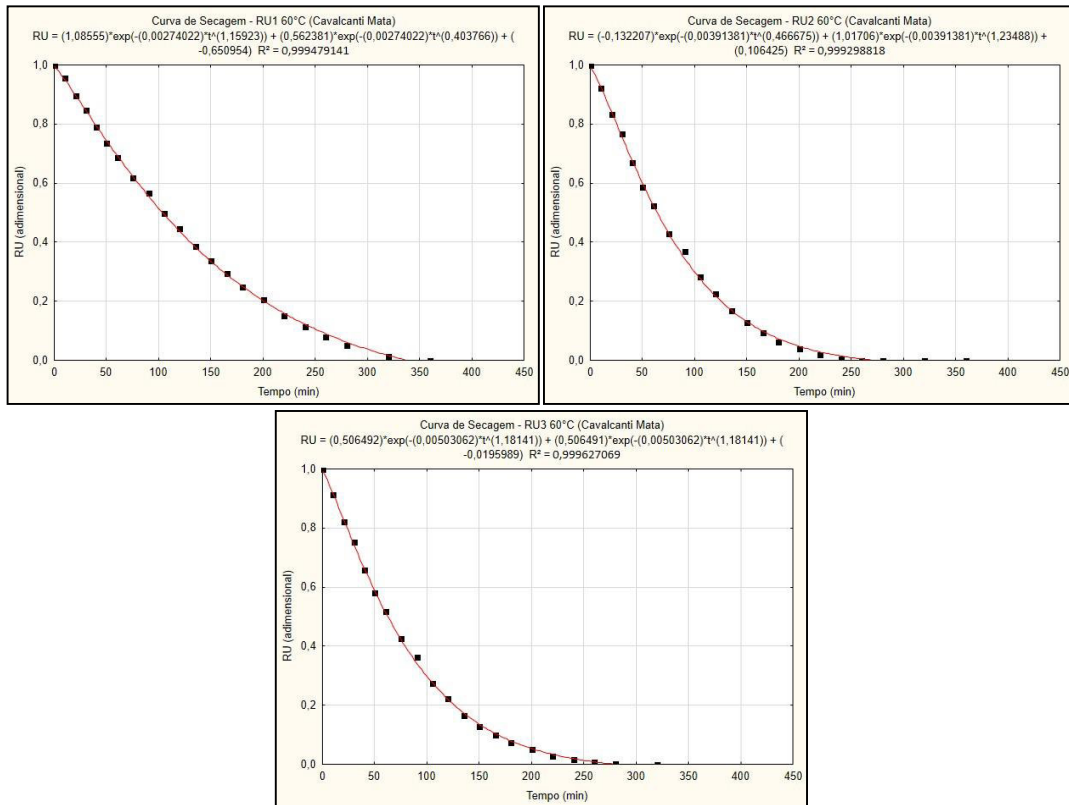 Curva de Secagem - RU1 60°C (Cavalcanti Mata)
RU = (1,08555)*exp(-(0,00274022)*t^(1,15923)) + (0,562381)*exp(-(0,00274022)*t^(0,403766)) + (
-0,650954) R² = 0,999479141
1,0
0,8
0,6
0,4
0,2
0,0
RU (adimensional)
0 50 100 150 200 250 300 350 400 450
Tempo (min)
Curva de Secagem - RU2 60°C (Cavalcanti Mata)
RU = (-0,132207)*exp(-(0,00391381)*t^(0,466675)) + (1,01706)*exp(-(0,00391381)*t^(1,23488)) +
(0,106425) R² = 0,999298818
1,0
0,8
0,6
0,4
0,2
0,0
RU (adimensional)
0 50 100 150 200 250 300 350 400 450
Tempo (min)
Curva de Secagem - RU3 60°C (Cavalcanti Mata)
RU = (0,506492)*exp(-(0,00503062)*t^(1,18141)) + (0,506491)*exp(-(0,00503062)*t^(1,18141)) + (
-0,0195989) R² = 0,999627069
1,0
0,8
0,6
0,4
0,2
0,0
RU (adimensional)
0 50 100 150 200 250 300 350 400 450
Tempo (min)